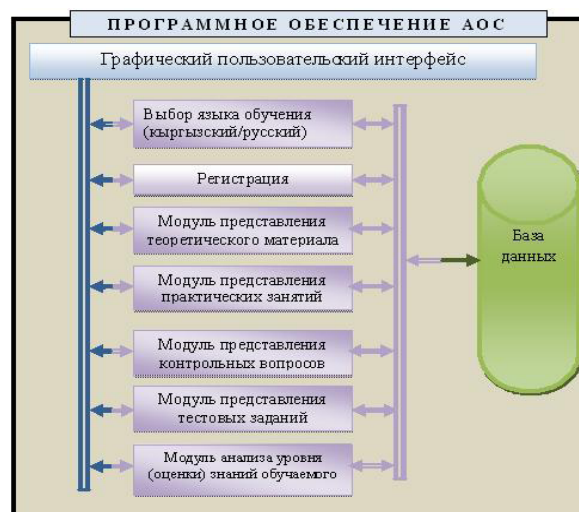 ПРОГРАММНОЕ ОБЕСПЕЧЕНИЕ АОС
Графический пользовательский интерфейс
Выбор языка обучения
(кыргызский/русский)
Регистрация
Модуль представления
теоретического материала
Модуль представления
практических занятий
Модуль представления
контрольных вопросов
Модуль представления
тестовых заданий
Модуль анализа уровня
(оценки) знаний обучаемого
База
данных